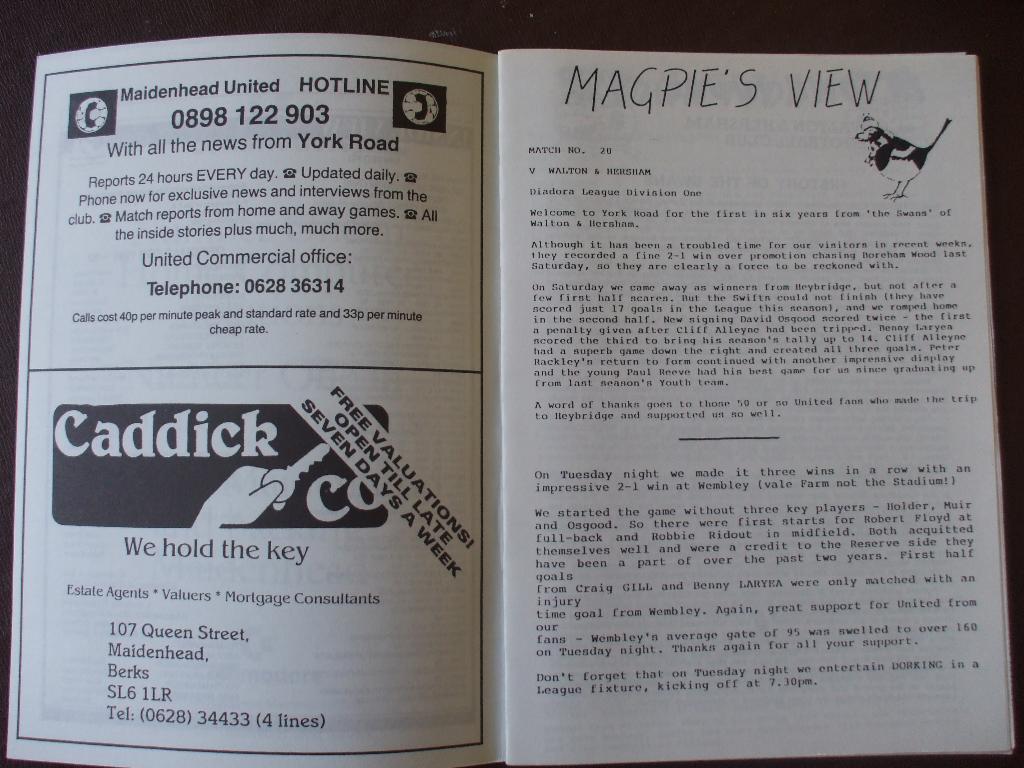 Maidenhead United HOTLINE
0898 122 903
With all the news from York Road
Reports 24 hours EVERY day. ☎ Updated daily. ☎
Phone now for exclusive news and interviews from the
club. ☎ Match reports from home and away games. ☎ All
the inside stories plus much, much more.
United Commercial office:
Telephone: 0628 36314
Calls cost 40p per minute peak and standard rate and 33p per minute
cheap rate.
Caddick
& CO
FREE VALUATIONS!
OPEN TILL LATE
SEVEN DAYS A WEEK
We hold the key
Estate Agents * Valuers * Mortgage Consultants
107 Queen Street,
Maidenhead,
Berks
SL6 1LR
Tel: (0628) 34433 (4 lines)
MAGPIE'S VIEW
MATCH NO. 20
V WALTON & HERSHAM
Diadora League Division One
Welcome to York Road for the first in six years from 'the Swans' of
Walton & Hersham.
Although it has been a troubled time for our visitors in recent weeks,
they recorded a fine 2-1 win over promotion chasing Boreham Wood last
Saturday, so they are clearly a force to be reckoned with.
On Saturday we came away as winners from Heybridge, but not after a
few first half scares. But the Swifts could not finish (they have
scored just 17 goals in the League this season), and we romped home
in the second half. New signing David Osgood scored twice - the first
a penalty given after Cliff Alleyne had been tripped. Benny Laryea
scored the third to bring his season's tally up to 14. Cliff Alleyne
had a superb game down the right and created all three goals. Peter
Rackley's return to form continued with another impressive display
and the young Paul Reeve had his best game for us since graduating up
from last season's Youth team.
A word of thanks goes to those 50 or so United fans who made the trip
to Heybridge and supported us so well.
On Tuesday night we made it three wins in a row with an
impressive 2-1 win at Wembley (vale Farm not the Stadium!)
We started the game without three key players - Holder, Muir
and Osgood. So there were first starts for Robert Floyd at
full-back and Robbie Ridout in midfield. Both acquitted
themselves well and were a credit to the Reserve side they
have been a part of over the past two years. First half
goals
from Craig GILL and Benny LARYEA were only matched with an
injury
time goal from Wembley. Again, great support for United from
our
fans - Wembley's average gate of 95 was swelled to over 160
on Tuesday night. Thanks again for all your support.
Don't forget that on Tuesday night we entertain DORKING in a
League fixture, kicking off at 7.30pm.